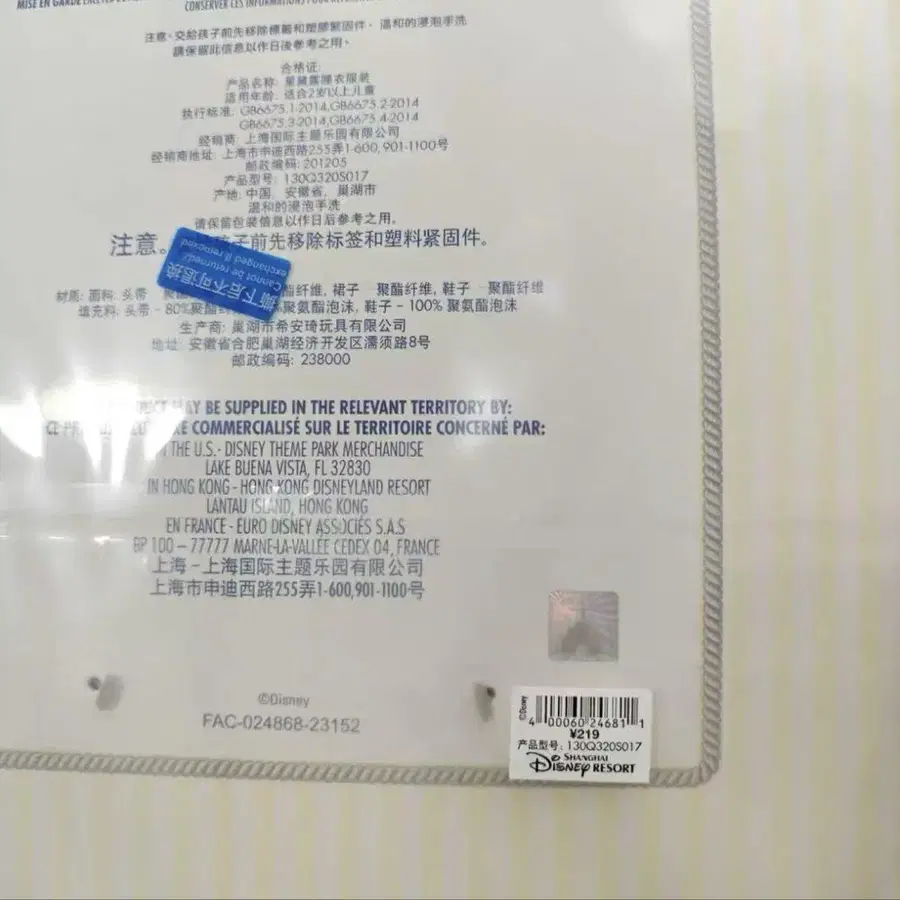 MISE EN GARDE
CONSERVER CES INFORMATIONS POUR
注意、交給孩子前先移除標籤和塑膠緊固件。 溫和的浸泡手洗
請保留此信息以作日後參考之用。
合格证:
产品名称: 星黛露睡衣服装
适用年龄: 适合2岁以上儿童
执行标准: GB6675.1-2014,GB6675.2-2014
GB6675.3-2014,GB6675.4-2014
经销商: 上海国际主题乐园有限公司
经销商地址: 上海市申迪西路255弄1-600, 901-1100号
邮政编码: 201205
产品型号: 130Q320S017
产地: 中国, 安徽省, 巢湖市
温和的浸泡手洗
请保留包装信息以作日后参考之用。
注意。 孩子前先移除标签和塑料紧固件。
撕下后不可退换
Cannot be returned/
exchanged if removed
材质: 面料: 头带 聚酯纤维, 裙子 聚酯纤维, 鞋子 聚酯纤维
填充料: 头带 - 80%聚酯纤 聚氨酯泡沫, 鞋子 - 100% 聚氨酯泡沫
生产商: 巢湖市希安琦玩具有限公司
地址: 安徽省合肥巢湖经济开发区濡须路8号
邮政编码: 238000
MAY BE SUPPLIED IN THE RELEVANT TERRITORY BY:
CE COMMERCIALISÉ SUR LE TERRITOIRE CONCERNÉ PAR:
IN THE U.S.- DISNEY THEME PARK MERCHANDISE
LAKE BUENA VISTA, FL 32830
IN HONG KONG - HONG KONG DISNEYLAND RESORT
LANTAU ISLAND, HONG KONG
EN FRANCE - EURO DISNEY ASSOCIÉS S.A.S
BP 100 – 77777 MARNE-LA-VALLÉE CEDEX 04, FRANCE
上海 – 上海国际主题乐园有限公司
上海市申迪西路255弄1-600,901-1100号
©Disney
FAC-024868-23152
©Disney
4 00060 24681 1
¥219
产品型号: 130Q320S017
SHANGHAI
Disney RESORT